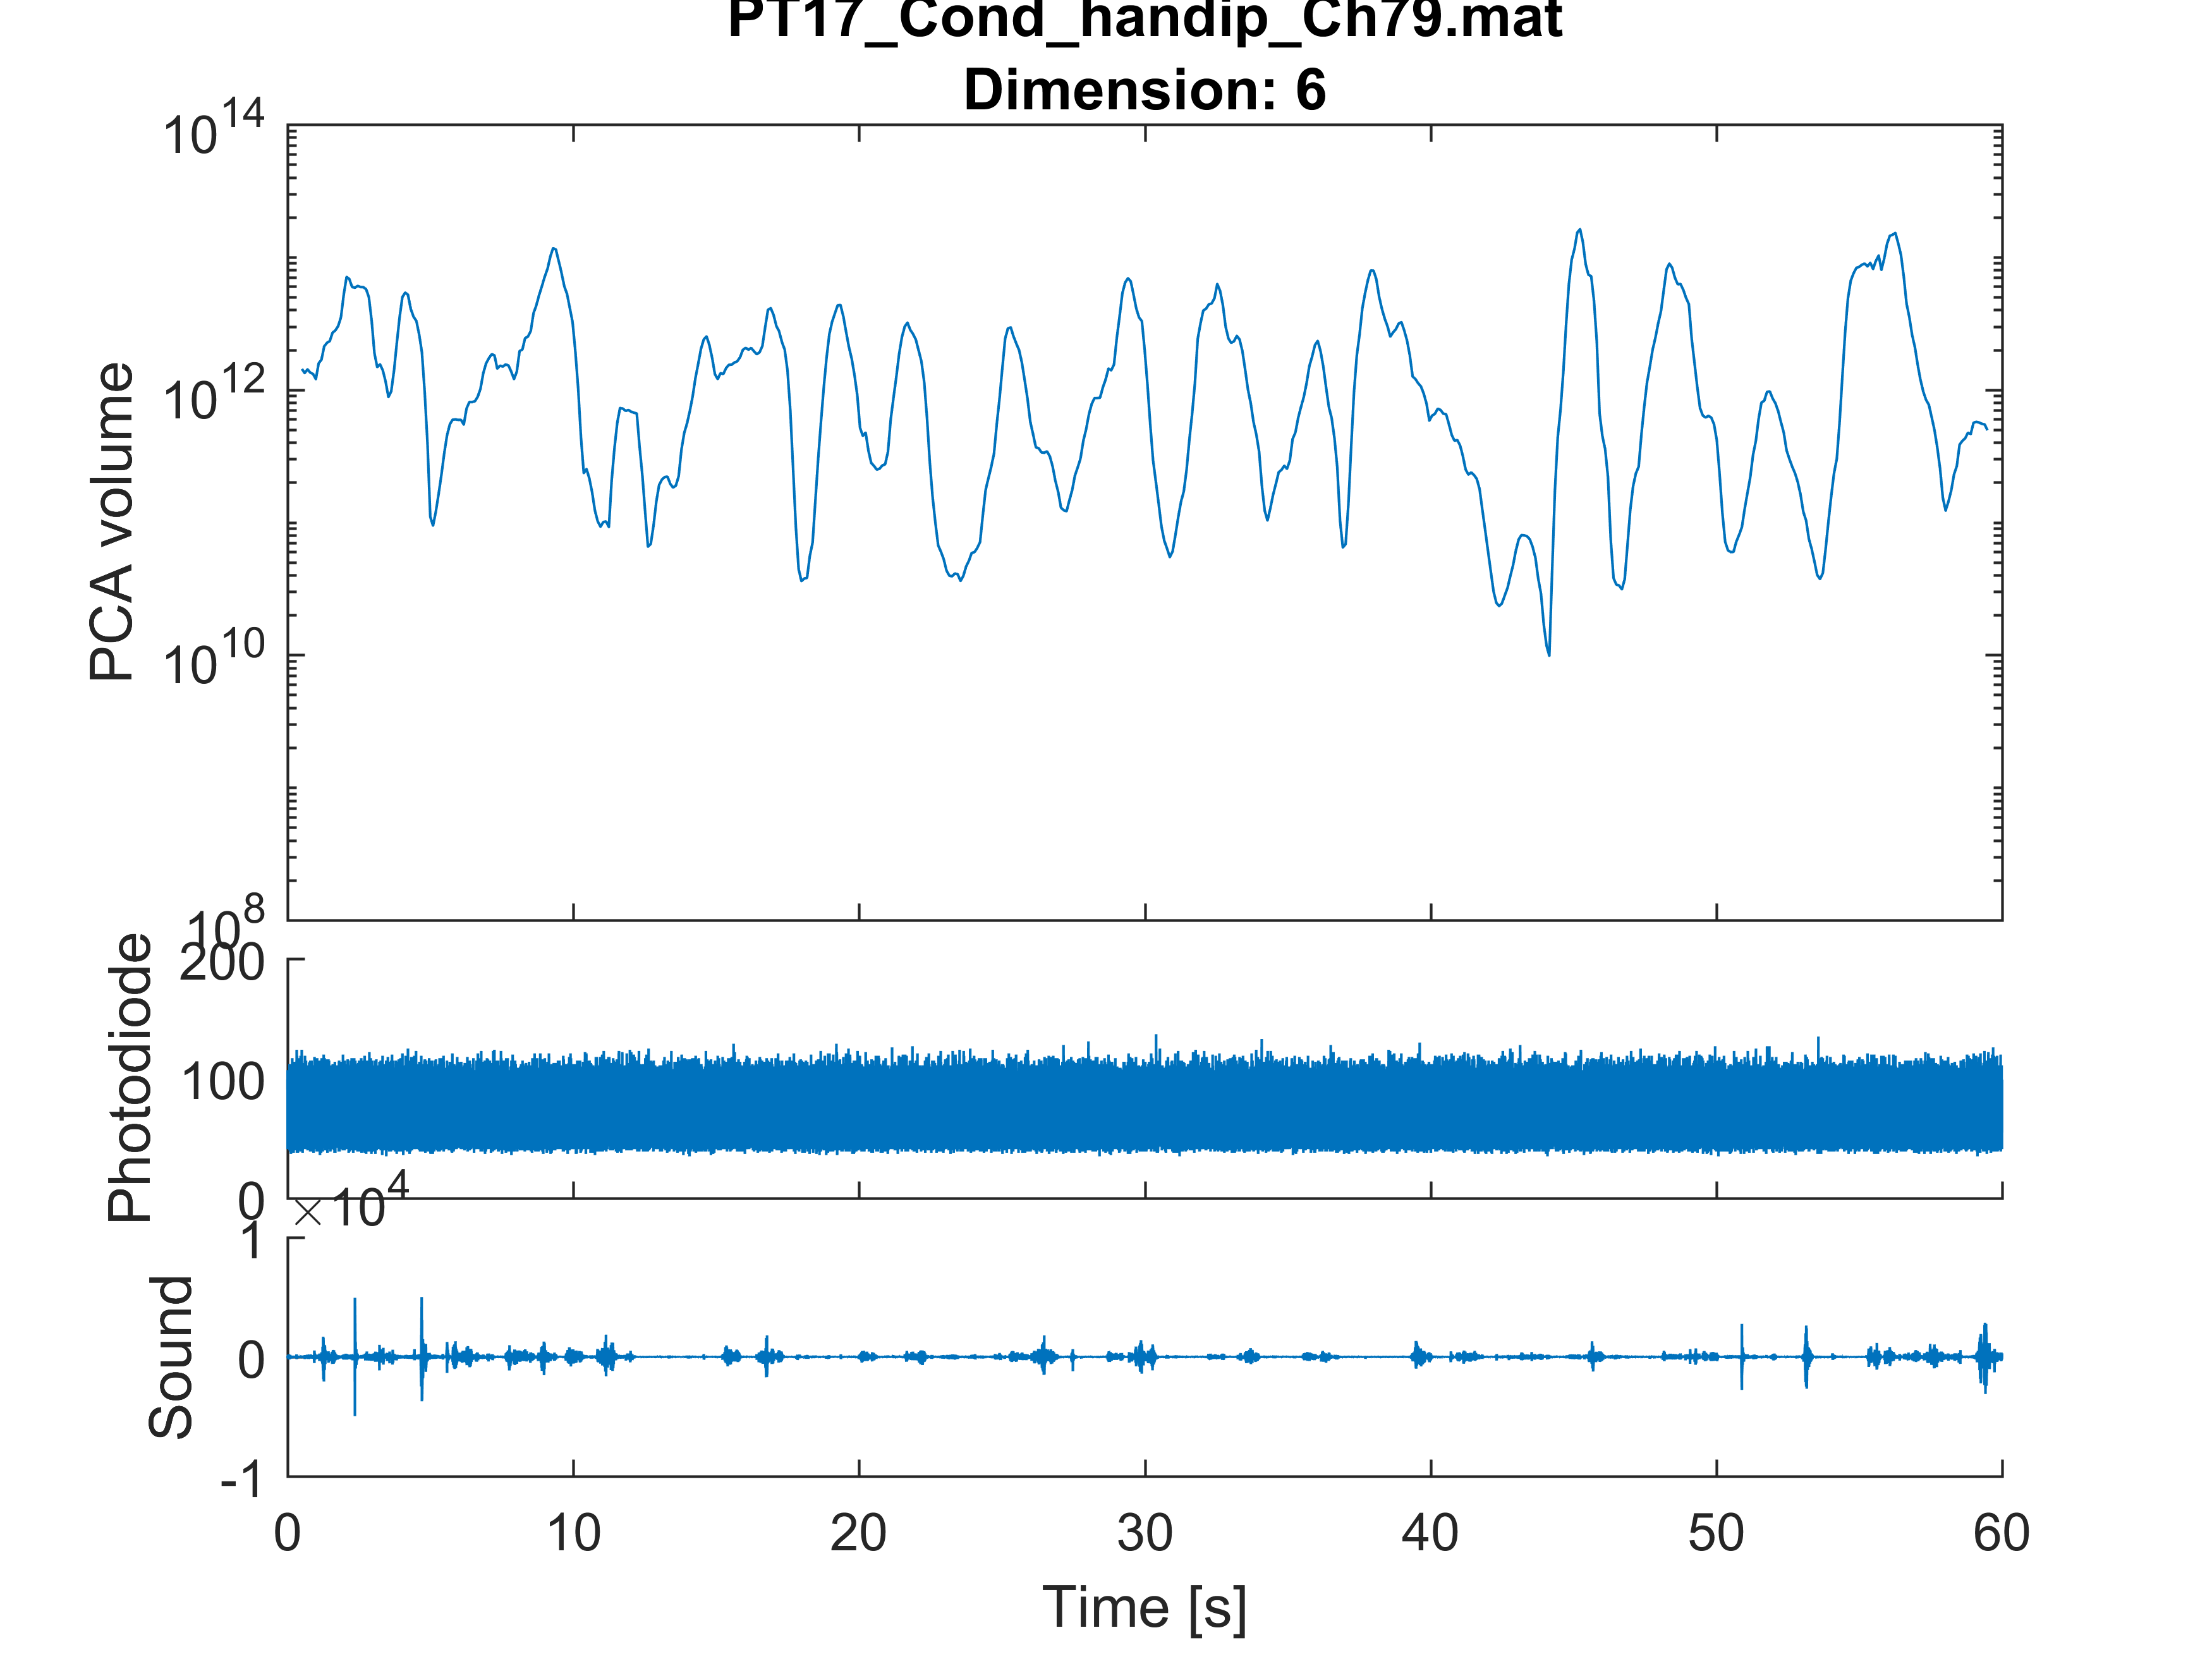 PT17_Cond_handip_Ch79.mat
Dimension: 6
10^14
10^12
10^10
10^8
PCA volume
200
100
0
Photodiode
×10^4
1
0
-1
Sound
0 10 20 30 40 50 60
Time [s]